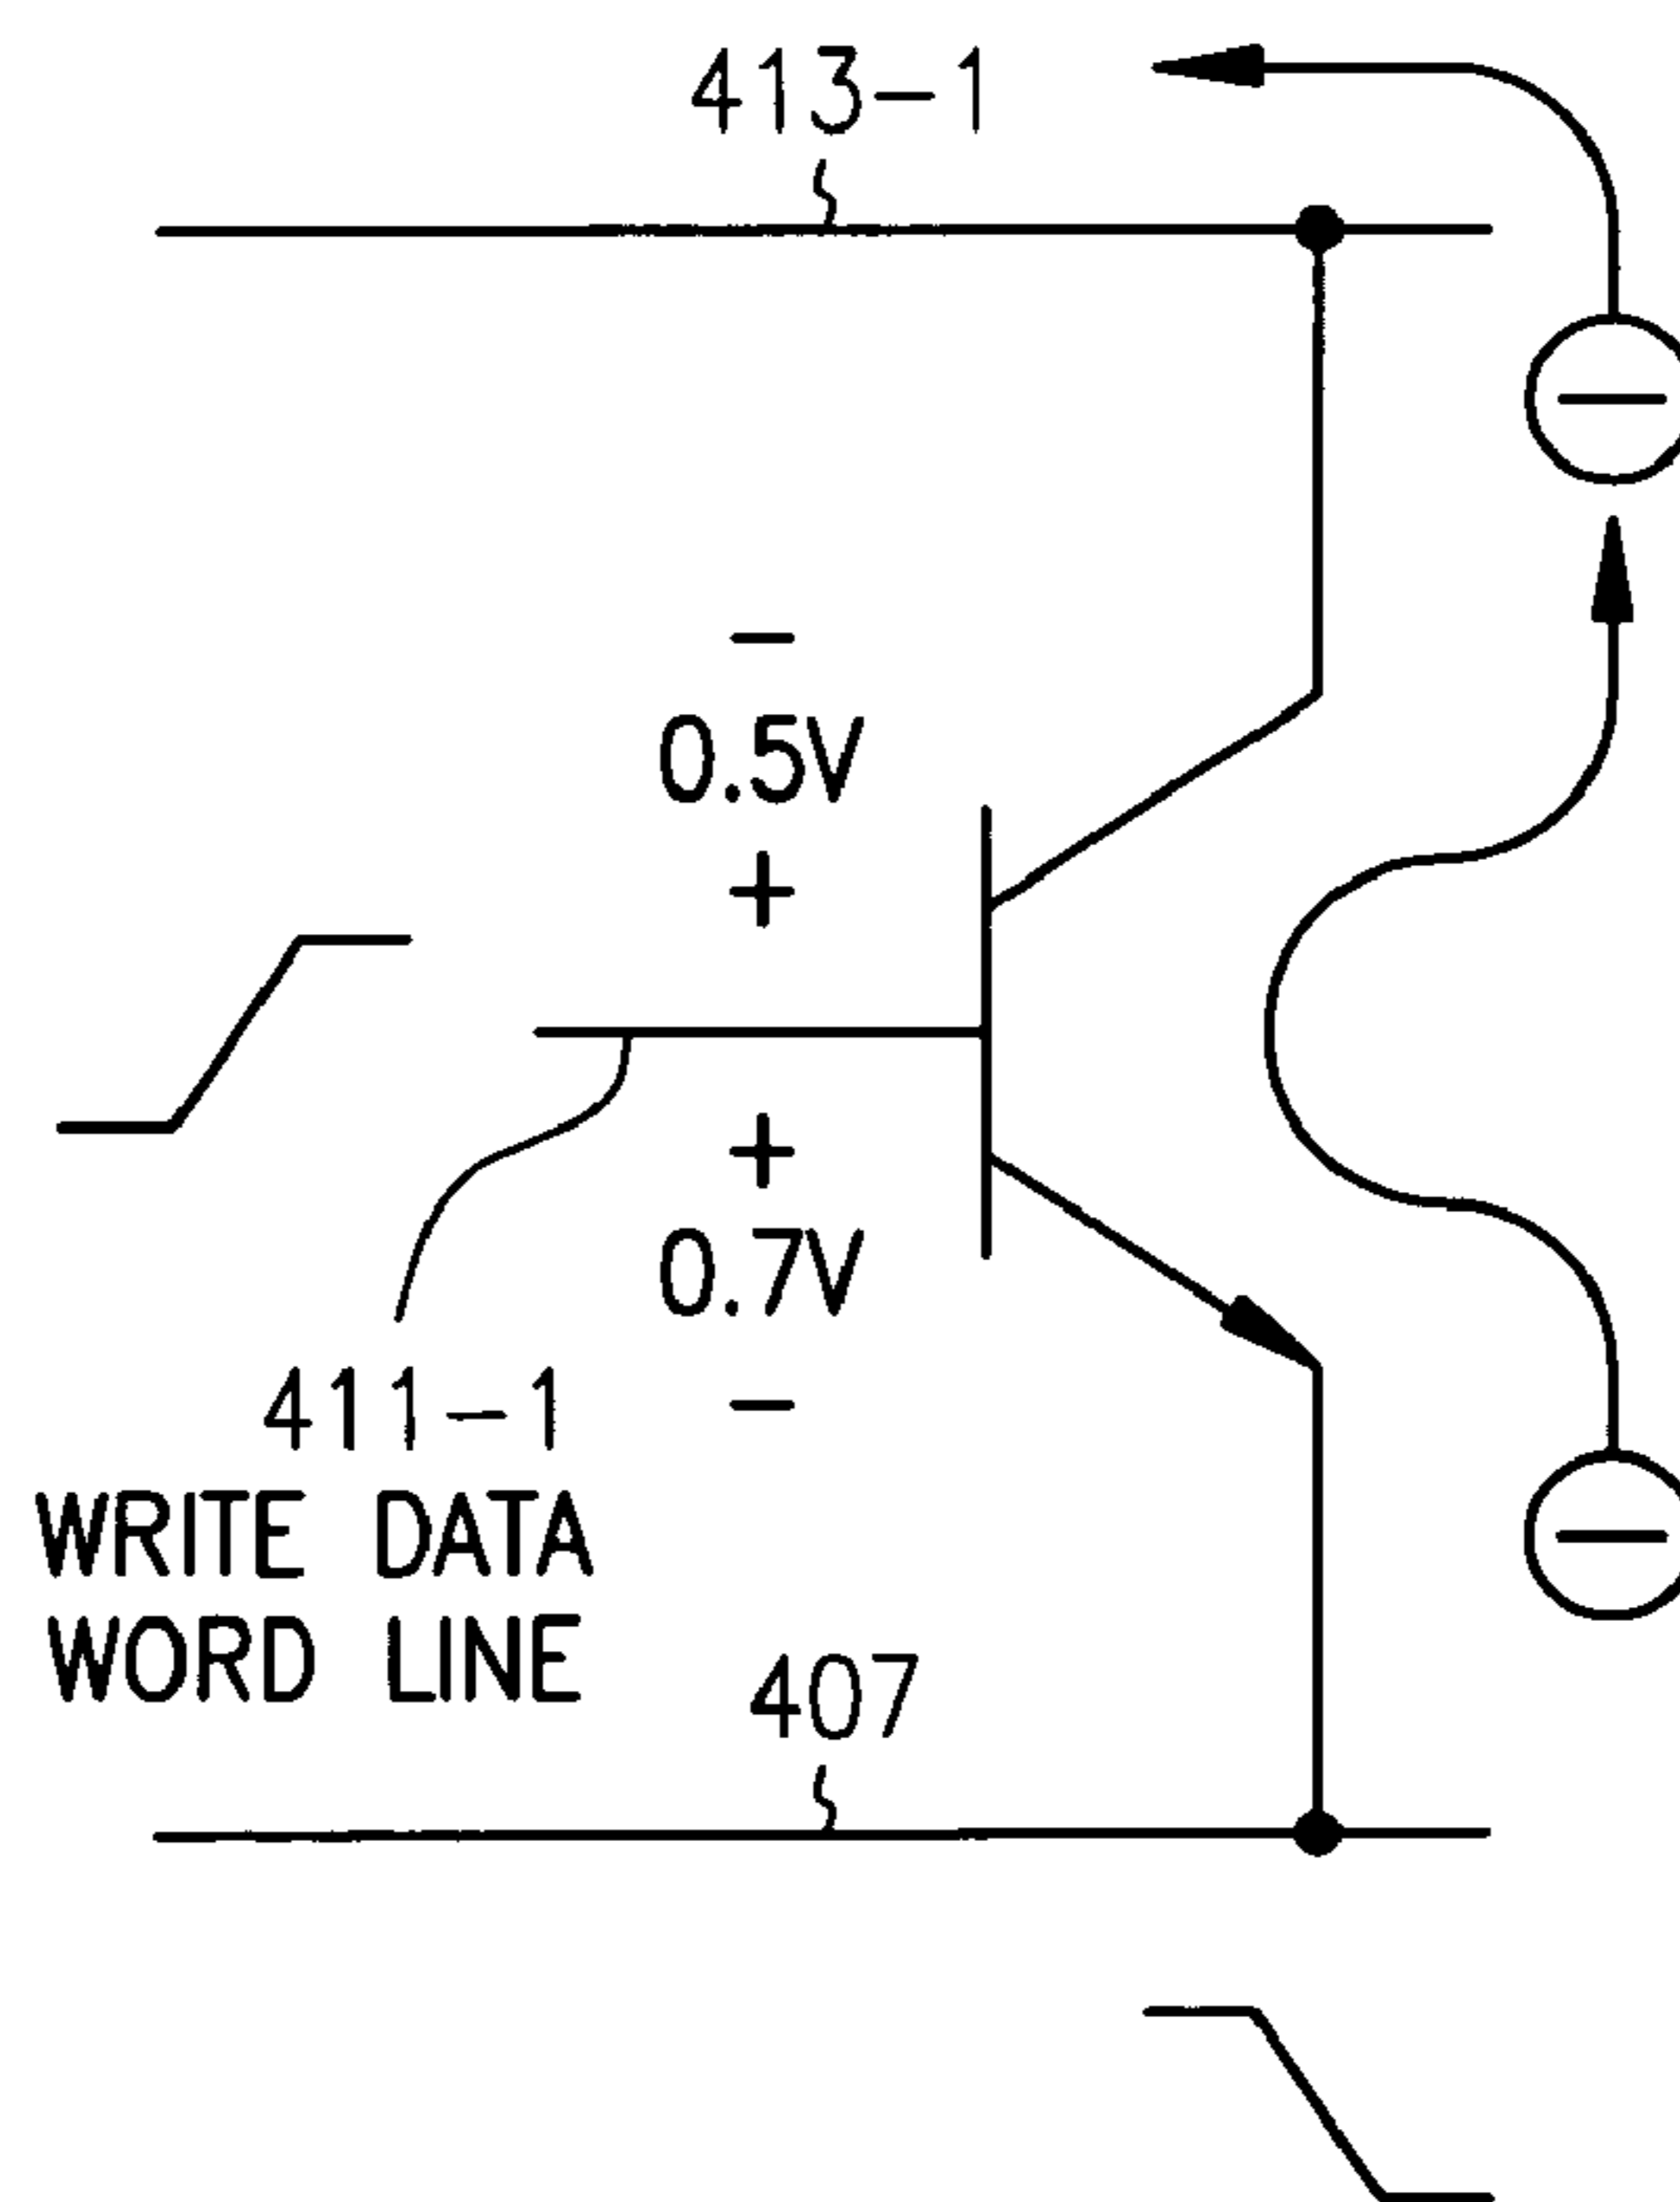 413-1
−
0.5V
+
+
0.7V
−
411-1
WRITE DATA
WORD LINE
407